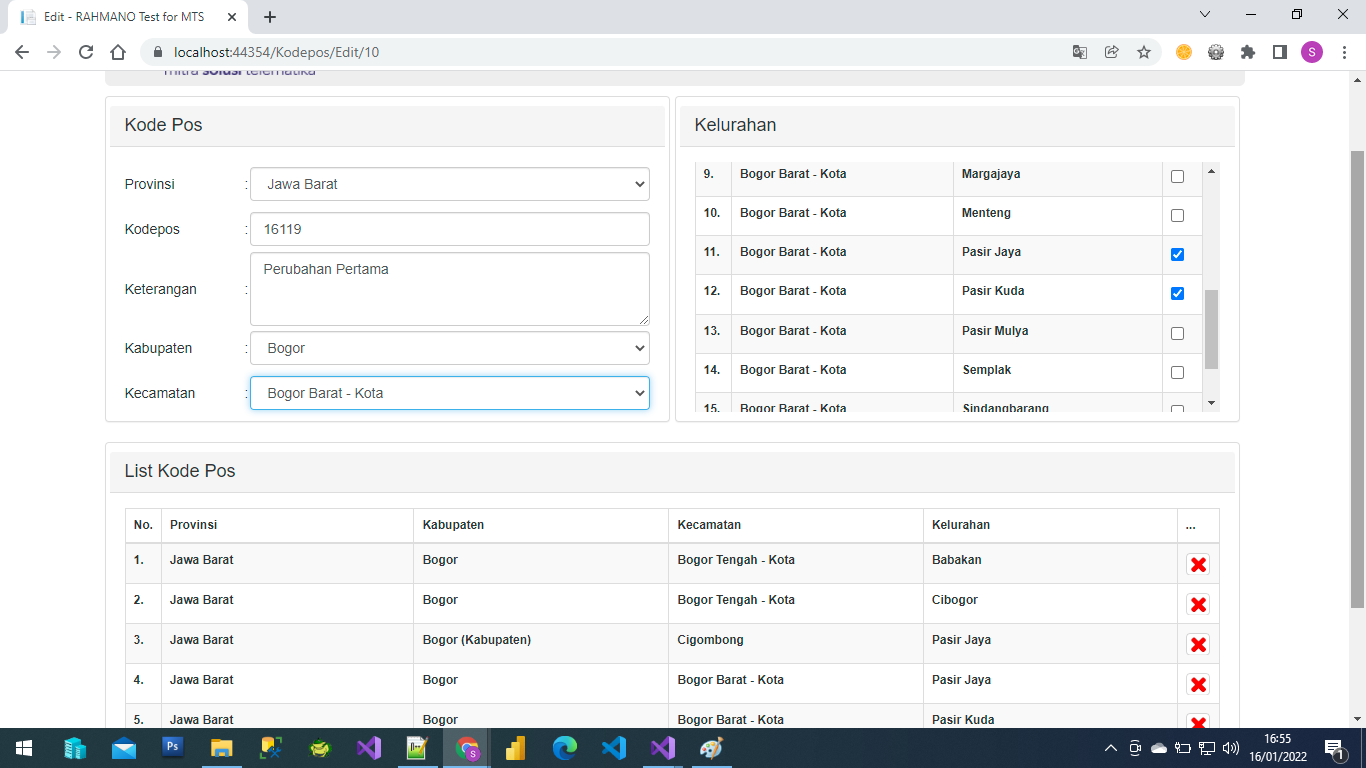 Edit - RAHMANO Test for MTS
localhost:44354/Kodepos/Edit/10
S
mitra solusi telematika
Kode Pos
Provinsi : Jawa Barat
Kodepos : 16119
Keterangan : Perubahan Pertama
Kabupaten : Bogor
Kecamatan : Bogor Barat - Kota
Kelurahan
9. Bogor Barat - Kota Margajaya
10. Bogor Barat - Kota Menteng
11. Bogor Barat - Kota Pasir Jaya
12. Bogor Barat - Kota Pasir Kuda
13. Bogor Barat - Kota Pasir Mulya
14. Bogor Barat - Kota Semplak
15. Bogor Barat - Kota Sindangbarang
List Kode Pos
No. Provinsi Kabupaten Kecamatan Kelurahan ...
1. Jawa Barat Bogor Bogor Tengah - Kota Babakan
2. Jawa Barat Bogor Bogor Tengah - Kota Cibogor
3. Jawa Barat Bogor (Kabupaten) Cigombong Pasir Jaya
4. Jawa Barat Bogor Bogor Barat - Kota Pasir Jaya
5. Jawa Barat Bogor Bogor Barat - Kota Pasir Kuda
Ps
S
16:55
16/01/2022
1